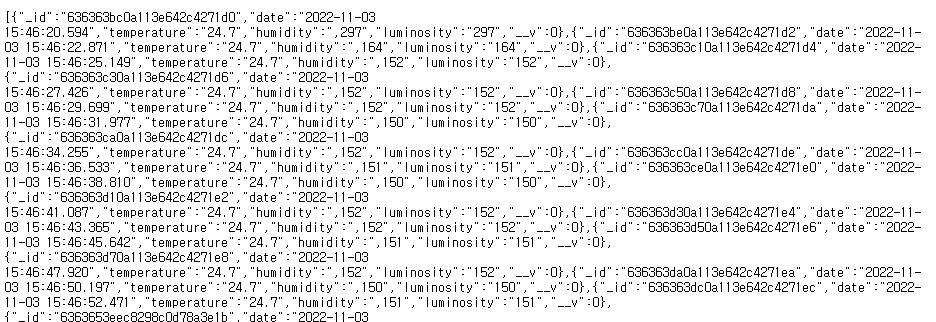 [{"_id":"636363bc0a113e642c4271d0","date":"2022-11-03
15:46:20.594","temperature":"24.7","humidity":",297","luminosity":"297","__v":0},{"_id":"636363be0a113e642c4271d2","date":"2022-11-
03 15:46:22.871","temperature":"24.7","humidity":",164","luminosity":"164","__v":0},{"_id":"636363c10a113e642c4271d4","date":"2022-
11-03 15:46:25.149","temperature":"24.7","humidity":",152","luminosity":"152","__v":0},
{"_id":"636363c30a113e642c4271d6","date":"2022-11-03
15:46:27.426","temperature":"24.7","humidity":",152","luminosity":"152","__v":0},{"_id":"636363c50a113e642c4271d8","date":"2022-11-
03 15:46:29.699","temperature":"24.7","humidity":",152","luminosity":"152","__v":0},{"_id":"636363c70a113e642c4271da","date":"2022-
11-03 15:46:31.977","temperature":"24.7","humidity":",150","luminosity":"150","__v":0},
{"_id":"636363ca0a113e642c4271dc","date":"2022-11-03
15:46:34.255","temperature":"24.7","humidity":",152","luminosity":"152","__v":0},{"_id":"636363cc0a113e642c4271de","date":"2022-11-
03 15:46:36.533","temperature":"24.7","humidity":",151","luminosity":"151","__v":0},{"_id":"636363ce0a113e642c4271e0","date":"2022-
11-03 15:46:38.810","temperature":"24.7","humidity":",150","luminosity":"150","__v":0},
{"_id":"636363d10a113e642c4271e2","date":"2022-11-03
15:46:41.087","temperature":"24.7","humidity":",152","luminosity":"152","__v":0},{"_id":"636363d30a113e642c4271e4","date":"2022-11-
03 15:46:43.365","temperature":"24.7","humidity":",152","luminosity":"152","__v":0},{"_id":"636363d50a113e642c4271e6","date":"2022-
11-03 15:46:45.642","temperature":"24.7","humidity":",151","luminosity":"151","__v":0},
{"_id":"636363d70a113e642c4271e8","date":"2022-11-03
15:46:47.920","temperature":"24.7","humidity":",152","luminosity":"152","__v":0},{"_id":"636363da0a113e642c4271ea","date":"2022-11-
03 15:46:50.197","temperature":"24.7","humidity":",150","luminosity":"150","__v":0},{"_id":"636363dc0a113e642c4271ec","date":"2022-
11-03 15:46:52.471","temperature":"24.7","humidity":",151","luminosity":"151","__v":0},
{"_id":"6363653eec8298c0d78a3e1b","date":"2022-11-03